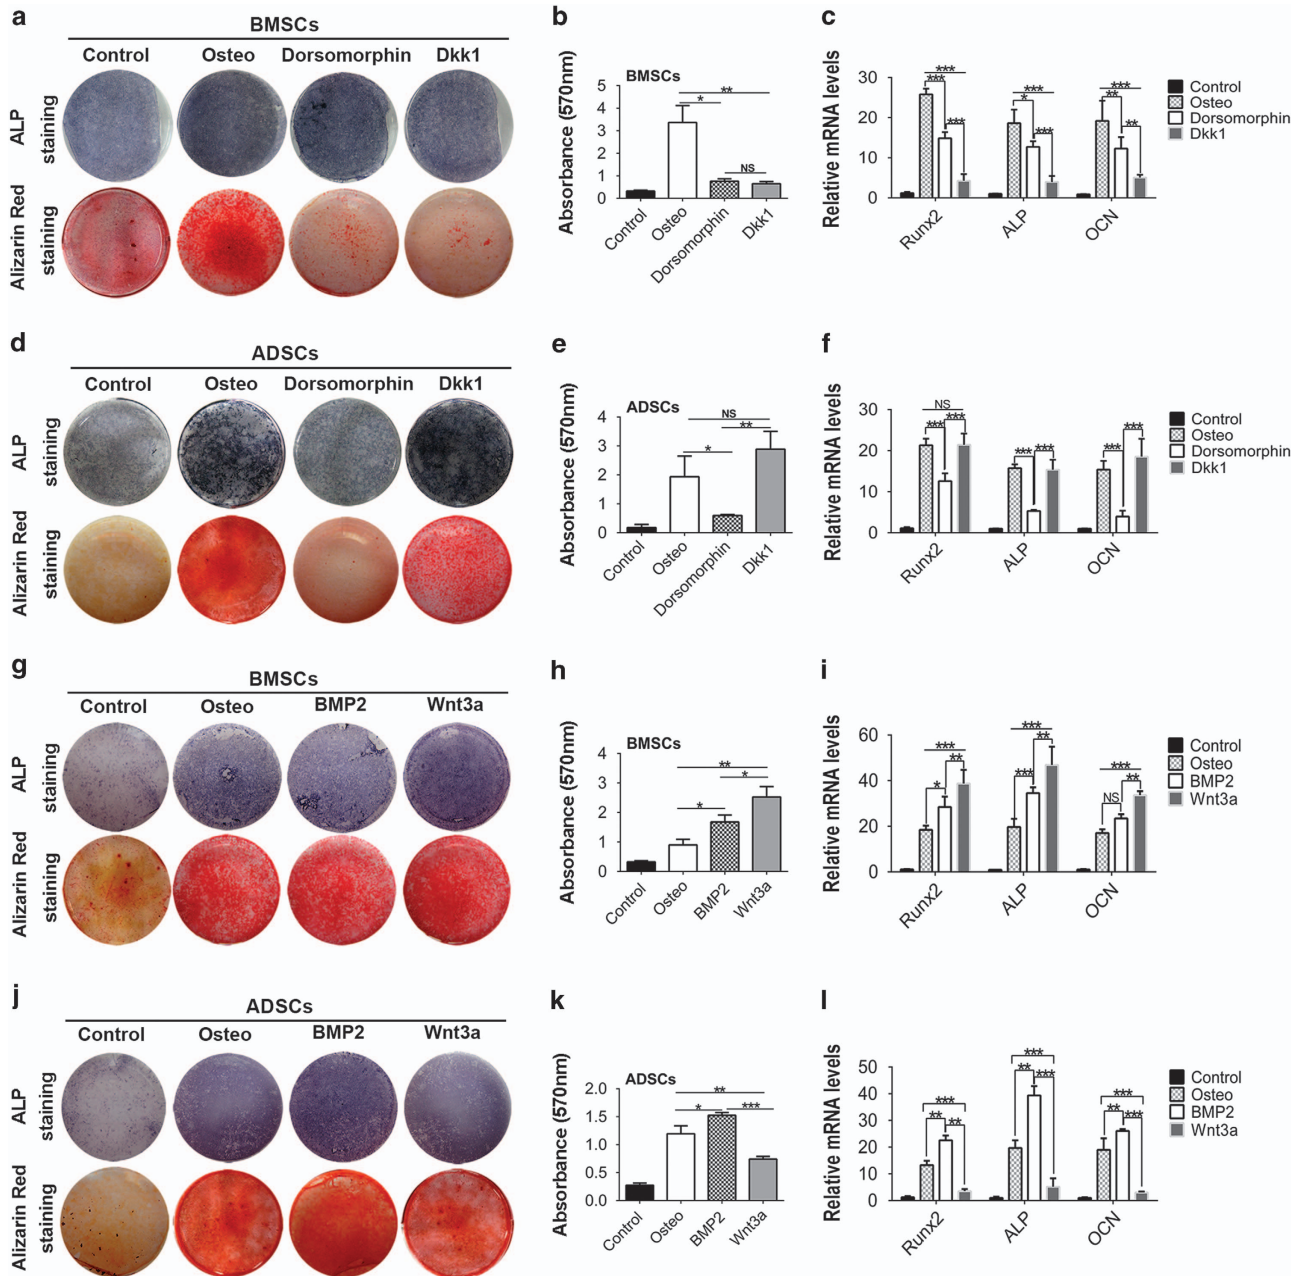 a
BMSCs
Control Osteo Dorsomorphin Dkk1
ALP
staining
Alizarin Red
staining
b
BMSCs
Absorbance (570nm)
5
4
3
2
1
0
**
*
NS
Control Osteo Dorsomorphin Dkk1
c
Relative mRNA levels
30
20
10
0
*** *** ***
*** * **
*** *** **
Runx2 ALP OCN
Control
Osteo
Dorsomorphin
Dkk1
d
ADSCs
Control Osteo Dorsomorphin Dkk1
ALP
staining
Alizarin Red
staining
e
ADSCs
Absorbance (570nm)
4
3
2
1
0
NS
**
*
Control Osteo Dorsomorphin Dkk1
f
Relative mRNA levels
30
20
10
0
NS
*** ***
*** ***
*** ***
Runx2 ALP OCN
Control
Osteo
Dorsomorphin
Dkk1
g
BMSCs
Control Osteo BMP2 Wnt3a
ALP
staining
Alizarin Red
staining
h
BMSCs
Absorbance (570nm)
4
3
2
1
0
**
*
*
Control Osteo BMP2 Wnt3a
i
Relative mRNA levels
60
40
20
0
*** *** ***
** ** **
* *** NS
Runx2 ALP OCN
Control
Osteo
BMP2
Wnt3a
j
ADSCs
Control Osteo BMP2 Wnt3a
ALP
staining
Alizarin Red
staining
k
ADSCs
Absorbance (570nm)
2.0
1.5
1.0
0.5
0.0
**
* ***
Control Osteo BMP2 Wnt3a
l
Relative mRNA levels
50
40
30
20
10
0
*** *** ***
** ** **
** *** ***
Runx2 ALP OCN
Control
Osteo
BMP2
Wnt3a